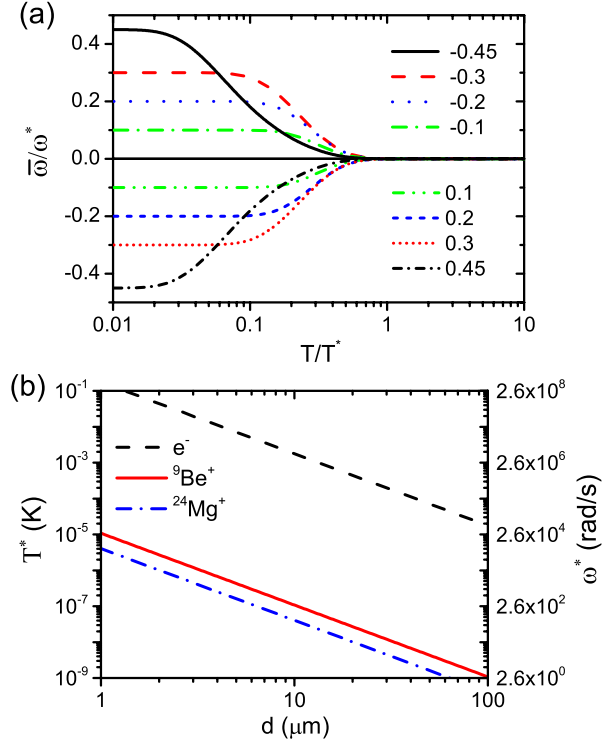 (a)
0.4
0.2
0.0
-0.2
-0.4
ω̅/ω*
-0.45
-0.3
-0.2
-0.1
0.1
0.2
0.3
0.45
0.01 0.1 1 10
T/T*
(b)
10⁻¹
10⁻³
10⁻⁵
10⁻⁷
10⁻⁹
T* (K)
e⁻
⁹Be⁺
²⁴Mg⁺
2.6x10⁸
2.6x10⁶
2.6x10⁴
2.6x10²
2.6x10⁰
ω* (rad/s)
1 10 100
d (μm)